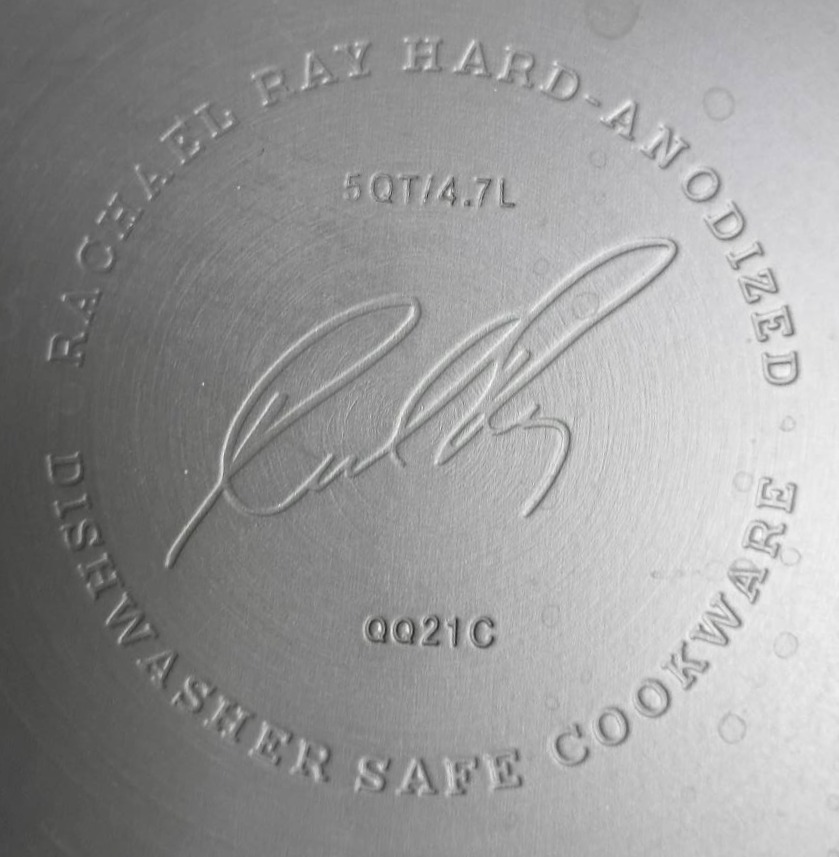 RACHAEL RAY HARD-ANODIZED
5QT/4.7L
QQ21C
DISHWASHER SAFE COOKWARE